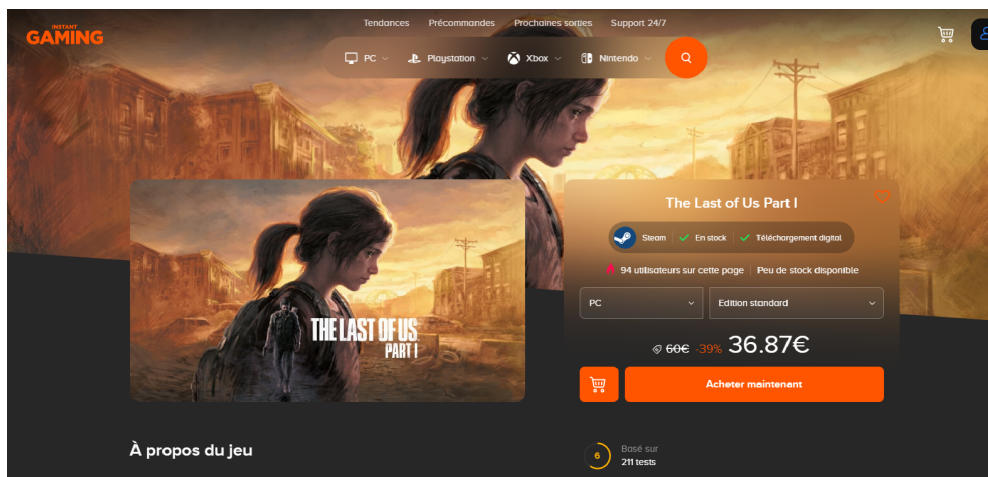 Tendances Précommandes Prochaines sorties Support 24/7
INSTANT
GAMING
PC Playstation Xbox Nintendo
The Last of Us Part I
Steam En stock Téléchargement digital
94 utilisateurs sur cette page Peu de stock disponible
PC Edition standard
THE LAST OF US
PART I
60€ -39% 36.87€
Acheter maintenant
À propos du jeu
6 Basé sur
211 tests